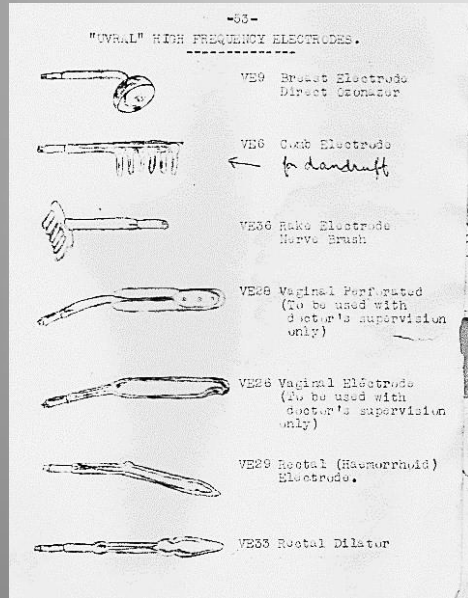 -53-
"UVRAL" HIGH FREQUENCY ELECTRODES.
VE9 Breast Electrode
Direct Ozonazer
VE6 Comb Electrode
← for dandruff
VE36 Rake Electrode
Nerve Brush
VE28 Vaginal Perforated
(To be used with
doctor's supervision
only)
VE26 Vaginal Electrode
(To be used with
doctor's supervision
only)
VE29 Rectal (Haemorrhoid)
Electrode.
VE33 Rectal Dilator